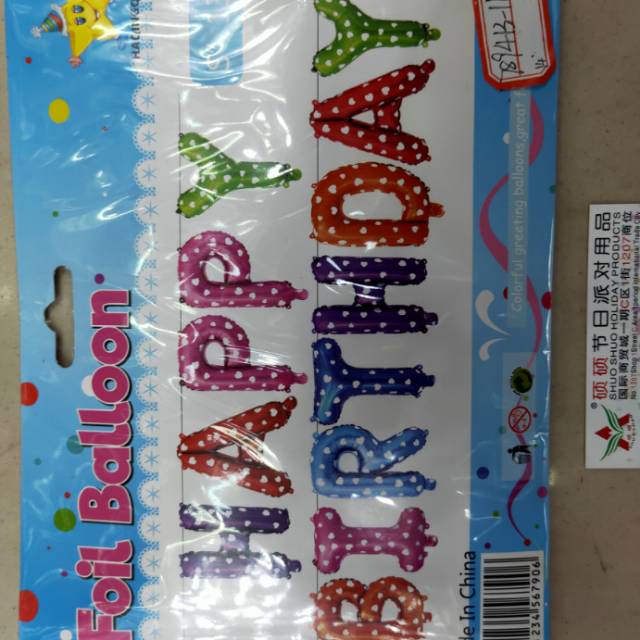 Foil Balloon
HAPPY
BIRTHDAY
Colorful greeting balloons great
In China
硕硕节日派对用品
SHUO SHUO HOLIDAY PRODUCTS
国际商贸城一期C区1街1207商位